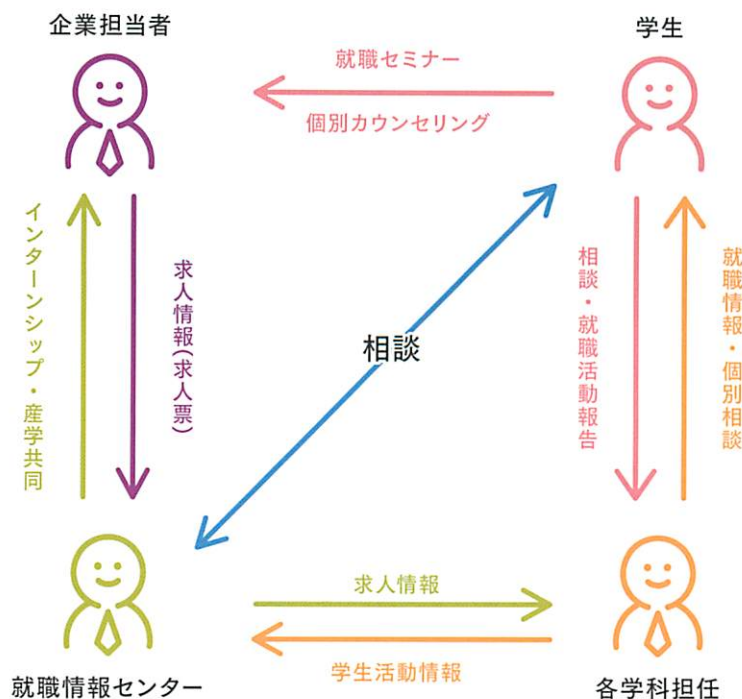 企業担当者
学生
就職セミナー
個別カウンセリング
インターンシップ・産学共同
求人情報(求人票)
相談
相談・就職活動報告
就職情報・個別相談
求人情報
学生活動情報
就職情報センター
各学科担任